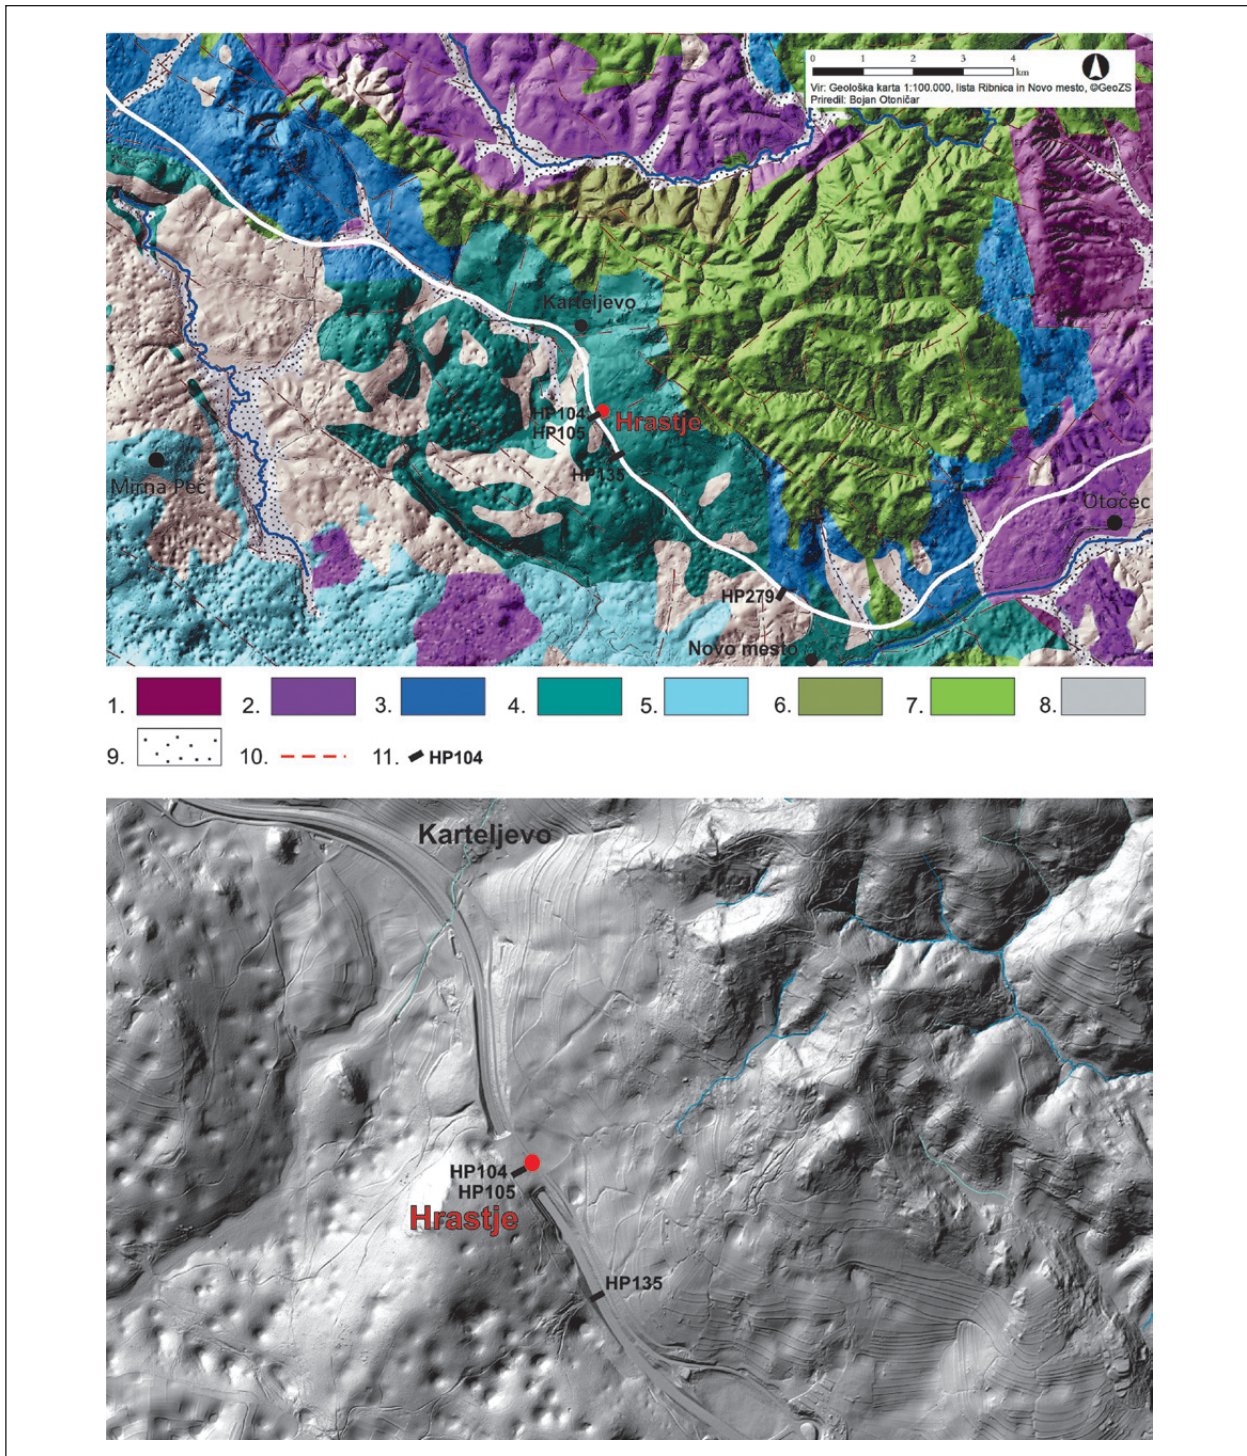 0 1 2 3 4
km
Vir: Geološka karta 1:100.000, lista Ribnica in Novo mesto, ©GeoZS
Priredil: Bojan Otoničar
Karteljevo
HP104
Hrastje
HP105
HP135
Mirna Peč
Otočec
HP279
Novo mesto
1. 2. 3. 4. 5. 6. 7. 8.
9. 10. 11. HP104
Karteljevo
HP104
HP105
Hrastje
HP135